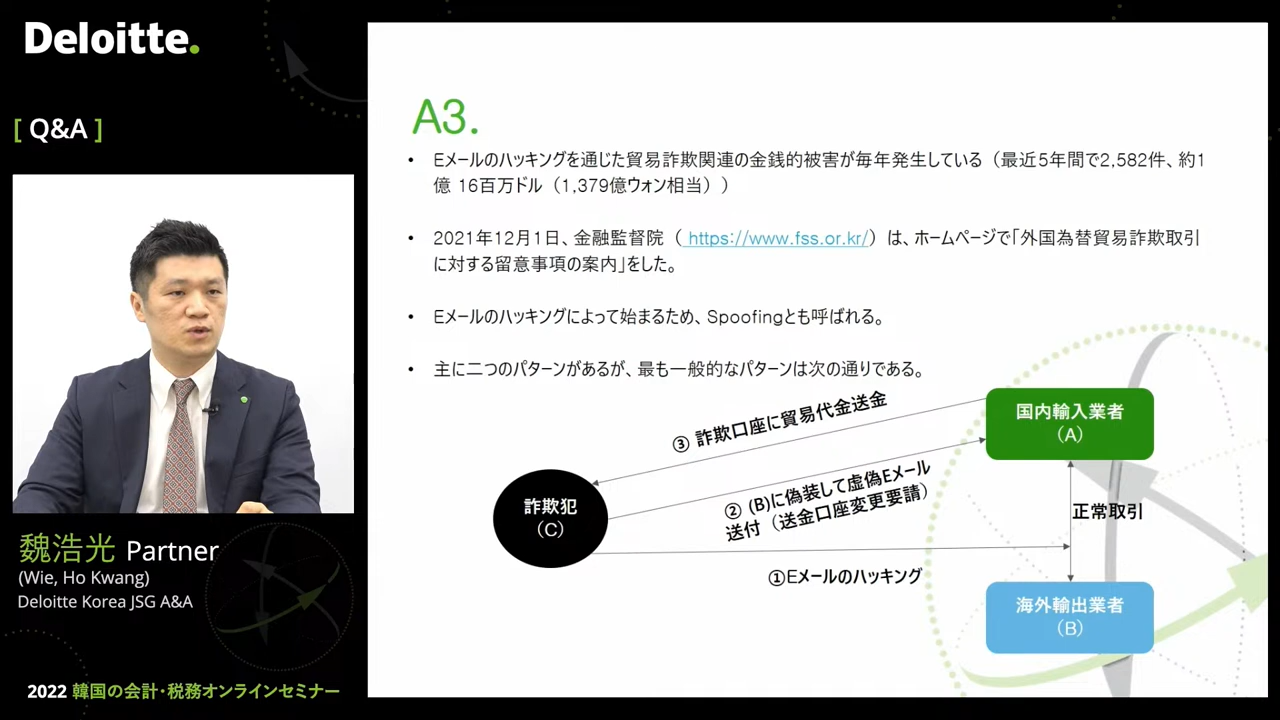 Deloitte.
[ Q&A ]
魏浩光 Partner
(Wie, Ho Kwang)
Deloitte Korea JSG A&A
2022 韓国の会計・税務オンラインセミナー
A3.
• Eメールのハッキングを通じた貿易詐欺関連の金銭的被害が毎年発生している（最近5年間で2,582件、約1
億 16百万ドル（1,379億ウォン相当））
• 2021年12月1日、金融監督院（ https://www.fss.or.kr/）は、ホームページで「外国為替貿易詐欺取引
に対する留意事項の案内」をした。
• Eメールのハッキングによって始まるため、Spoofingとも呼ばれる。
• 主に二つのパターンがあるが、最も一般的なパターンは次の通りである。
③ 詐欺口座に貿易代金送金
国内輸入業者
（A）
② (B)に偽装して虚偽Eメール
送付（送金口座変更要請）
詐欺犯
（C）
正常取引
①Eメールのハッキング
海外輸出業者
（B）